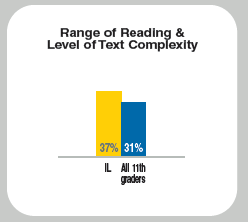 Range of Reading &
Level of Text Complexity
37% 31%
IL All 11th
graders